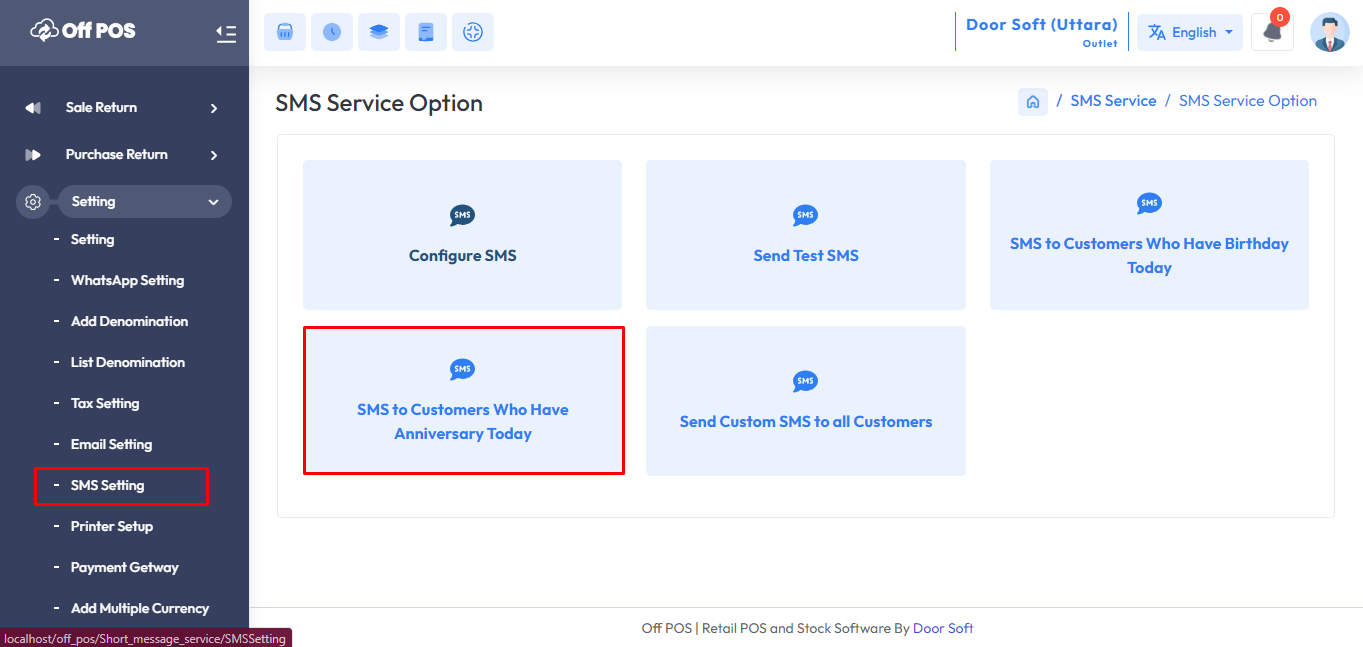 Off POS
Door Soft (Uttara)
Outlet
English
0
Sale Return
Purchase Return
Setting
Setting
WhatsApp Setting
Add Denomination
List Denomination
Tax Setting
Email Setting
SMS Setting
Printer Setup
Payment Getway
Add Multiple Currency
localhost/off_pos/Short_message_service/SMSSetting
SMS Service Option
/ SMS Service / SMS Service Option
SMS
Configure SMS
SMS
Send Test SMS
SMS
SMS to Customers Who Have Birthday
Today
SMS
SMS to Customers Who Have
Anniversary Today
SMS
Send Custom SMS to all Customers
Off POS | Retail POS and Stock Software By Door Soft